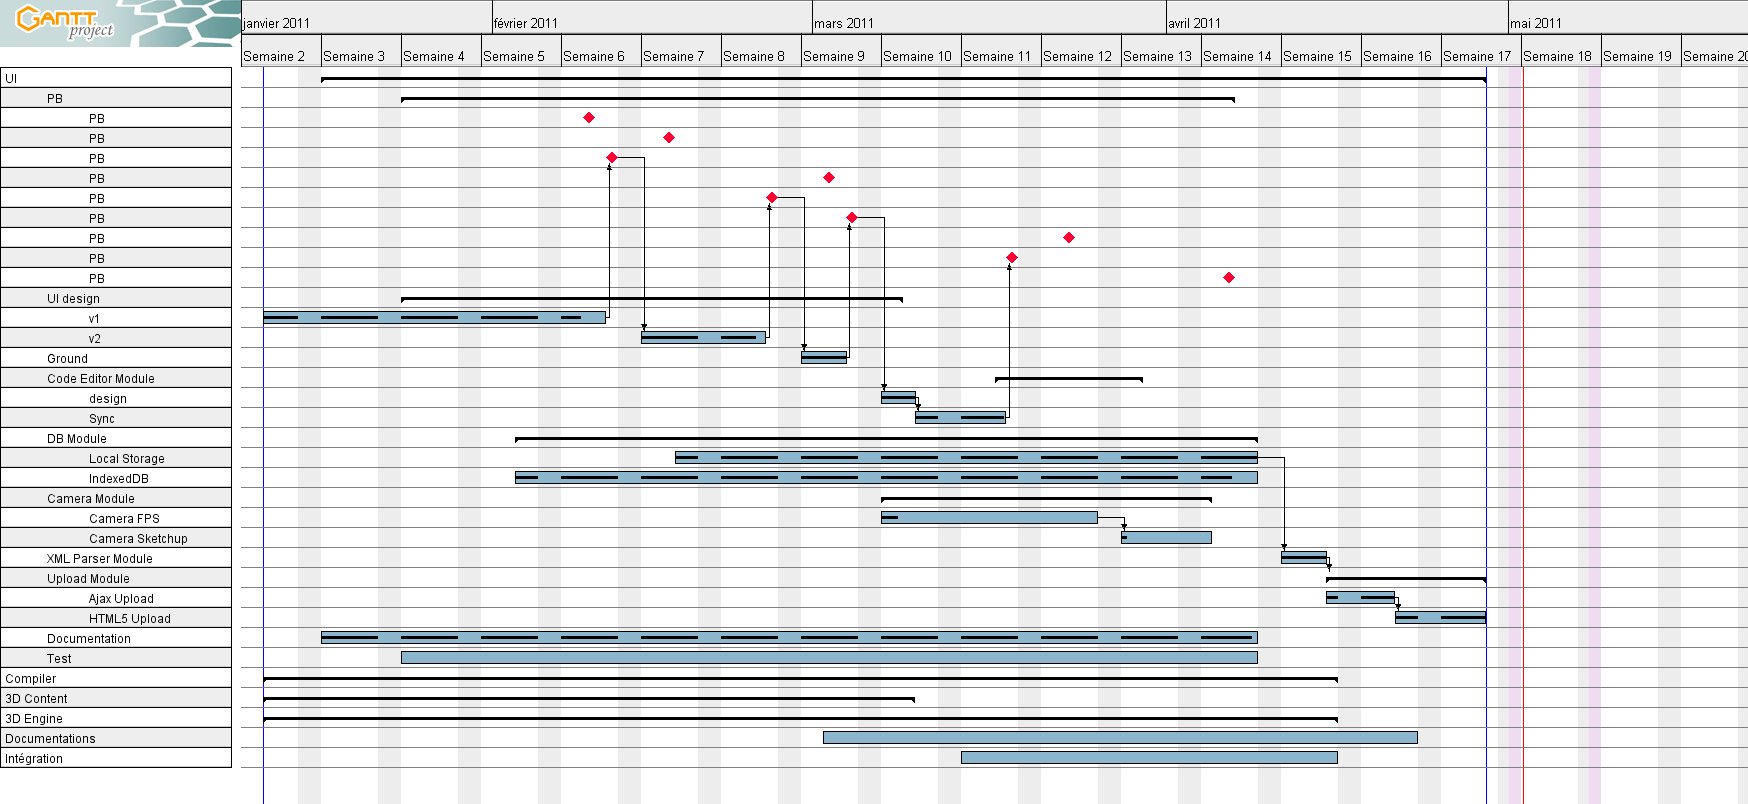 GANTT
project
janvier 2011 février 2011 mars 2011 avril 2011 mai 2011
Semaine 2 Semaine 3 Semaine 4 Semaine 5 Semaine 6 Semaine 7 Semaine 8 Semaine 9 Semaine 10 Semaine 11 Semaine 12 Semaine 13 Semaine 14 Semaine 15 Semaine 16 Semaine 17 Semaine 18 Semaine 19 Semaine 20
UI
PB
PB
PB
PB
PB
PB
PB
PB
PB
PB
UI design
v1
v2
Ground
Code Editor Module
design
Sync
DB Module
Local Storage
IndexedDB
Camera Module
Camera FPS
Camera Sketchup
XML Parser Module
Upload Module
Ajax Upload
HTML5 Upload
Documentation
Test
Compiler
3D Content
3D Engine
Documentations
Intégration